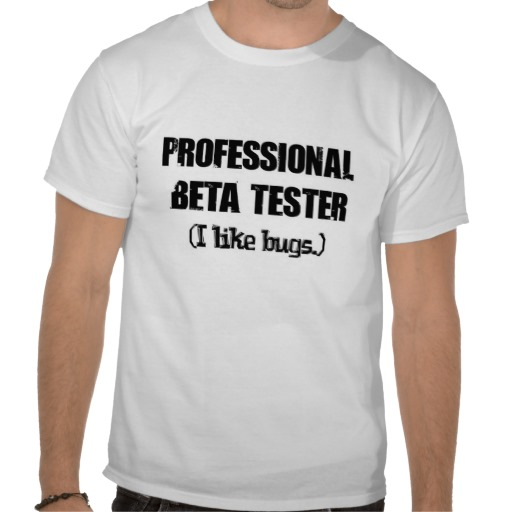 PROFESSIONAL
BETA TESTER
(I like bugs.)